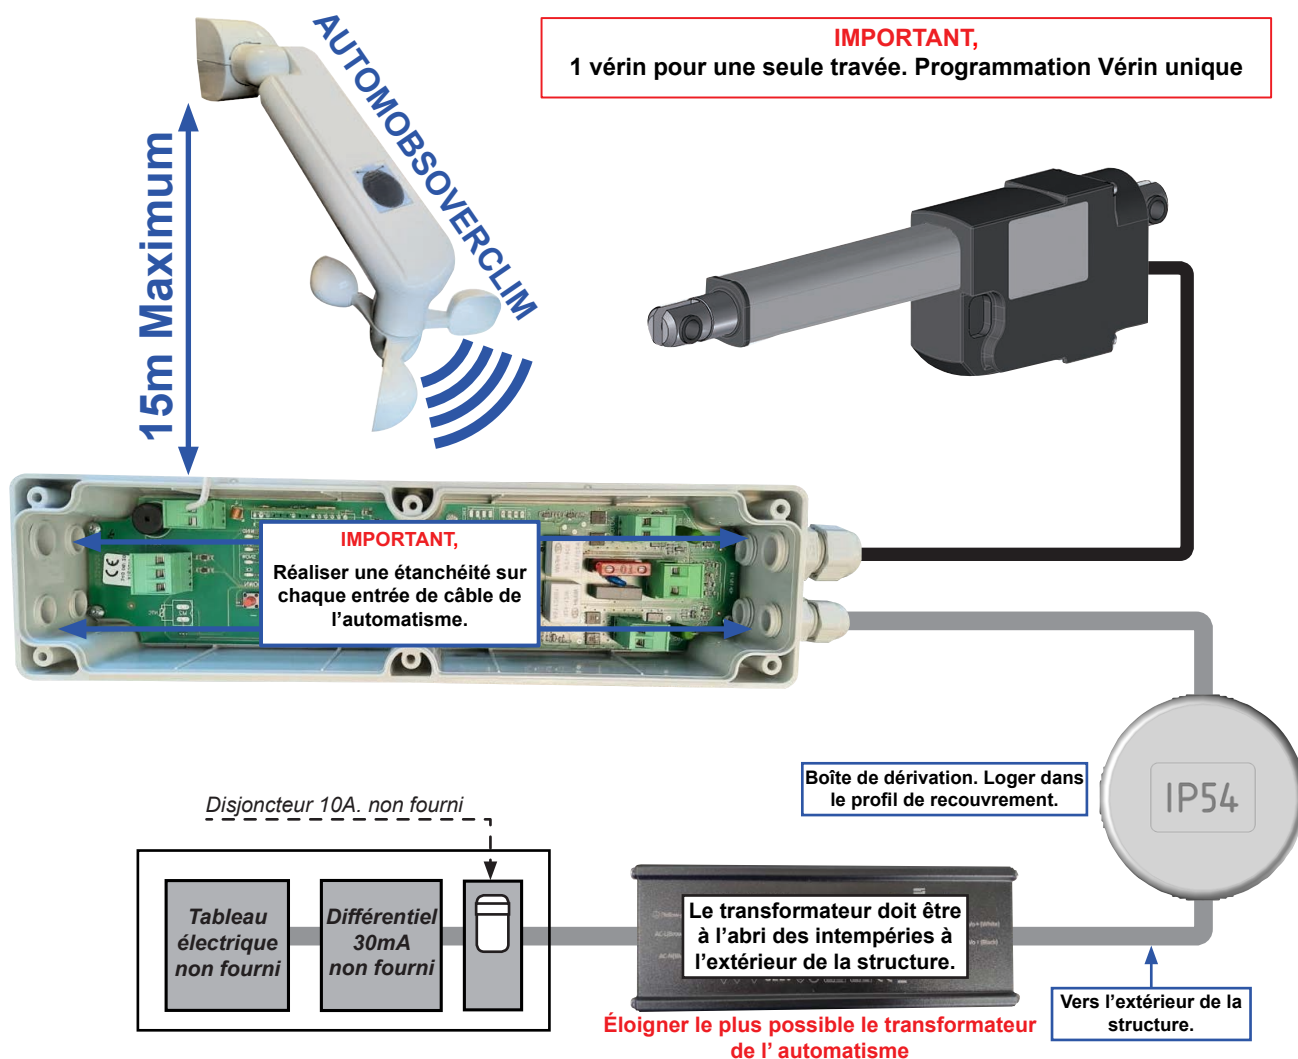 IMPORTANT,
1 vérin pour une seule travée. Programmation Vérin unique
AUTOMOBSOVERCLIM
15m Maximum
IMPORTANT,
Réaliser une étanchéité sur
chaque entrée de câble de
l'automatisme.
Boîte de dérivation. Loger dans
le profil de recouvrement.
IP54
Disjoncteur 10A. non fourni
Tableau
électrique
non fourni
Différentiel
30mA
non fourni
Le transformateur doit être
à l'abri des intempéries à
l'extérieur de la structure.
Éloigner le plus possible le transformateur
de l' automatisme
Vers l'extérieur de la
structure.